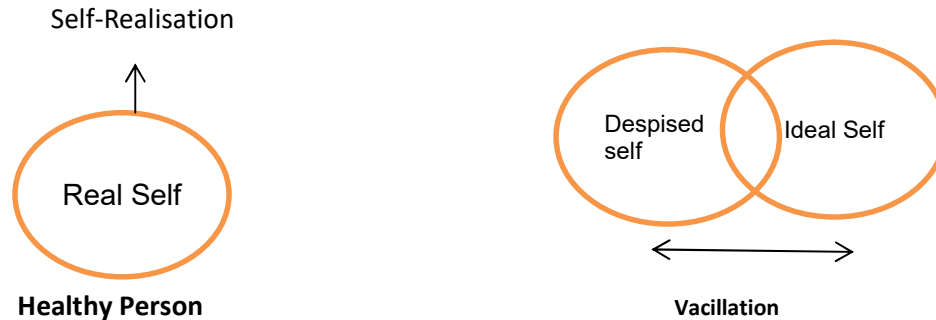 Self-Realisation
Real Self
Healthy Person
Despised
self
Ideal Self
Vacillation